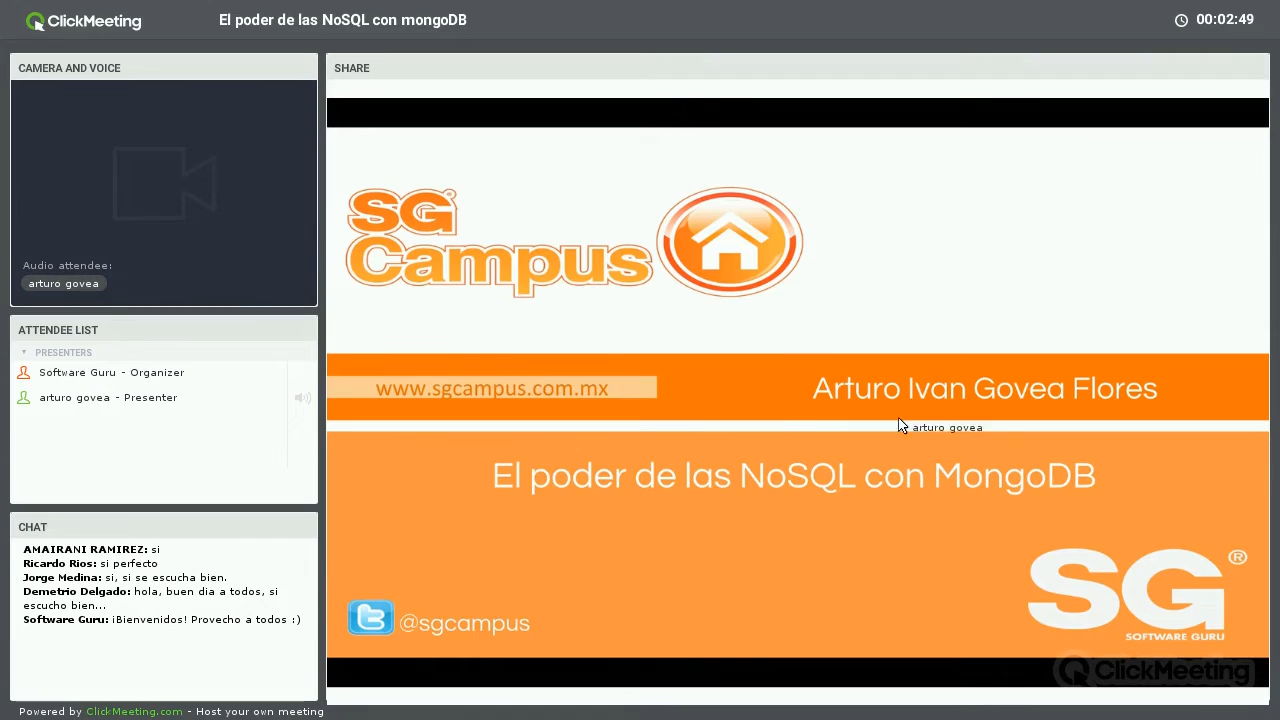 ClickMeeting
El poder de las NoSQL con mongoDB
00:02:49
CAMERA AND VOICE
Audio attendee:
arturo govea
ATTENDEE LIST
PRESENTERS
Software Guru - Organizer
arturo govea - Presenter
CHAT
AMAIRANI RAMIREZ: si
Ricardo Rios: si perfecto
Jorge Medina: si, si se escucha bien.
Demetrio Delgado: hola, buen dia a todos, si
escucho bien...
Software Guru: ¡Bienvenidos! Provecho a todos :)
Powered by ClickMeeting.com - Host your own meeting
SHARE
SG®
Campus
www.sgcampus.com.mx
Arturo Ivan Govea Flores
arturo govea
El poder de las NoSQL con MongoDB
@sgcampus
SG®
SOFTWARE GURU
ClickMeeting